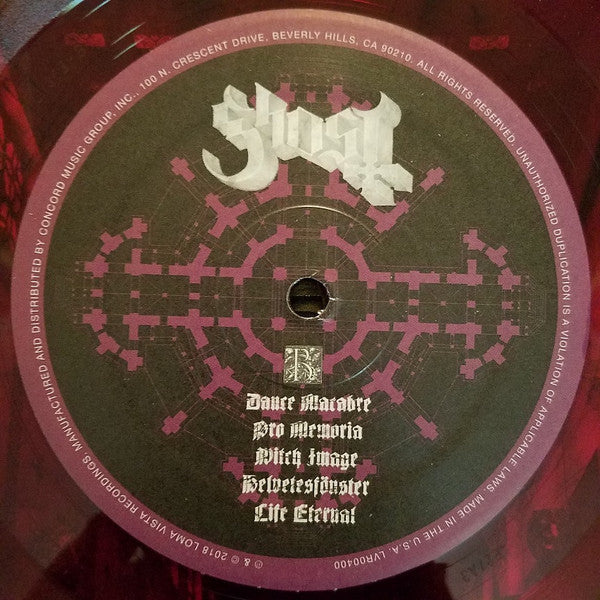 Ghost
B
Dance Macabre
Pro Memoria
Witch Image
Helvetesfönster
Life Eternal
℗ & © 2018 LOMA VISTA RECORDINGS. MANUFACTURED AND DISTRIBUTED BY CONCORD MUSIC GROUP, INC., 100 N. CRESCENT DRIVE, BEVERLY HILLS, CA 90210. ALL RIGHTS RESERVED. UNAUTHORIZED DUPLICATION IS A VIOLATION OF APPLICABLE LAWS. MADE IN THE U.S.A. LVR00400